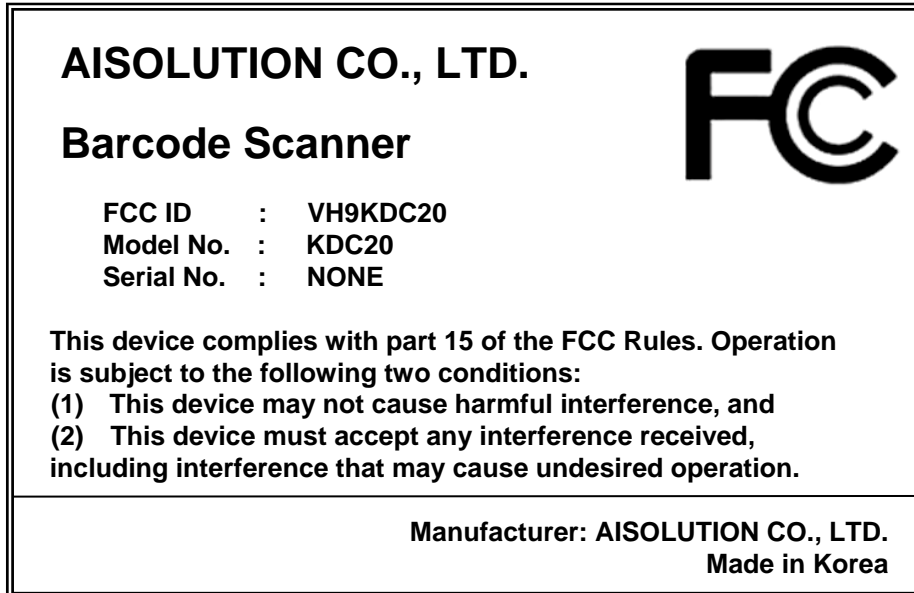 AISOLUTION CO., LTD.
FC
Barcode Scanner
FCC ID : VH9KDC20
Model No. : KDC20
Serial No. : NONE
This device complies with part 15 of the FCC Rules. Operation
is subject to the following two conditions:
(1) This device may not cause harmful interference, and
(2) This device must accept any interference received,
including interference that may cause undesired operation.
Manufacturer: AISOLUTION CO., LTD.
Made in Korea